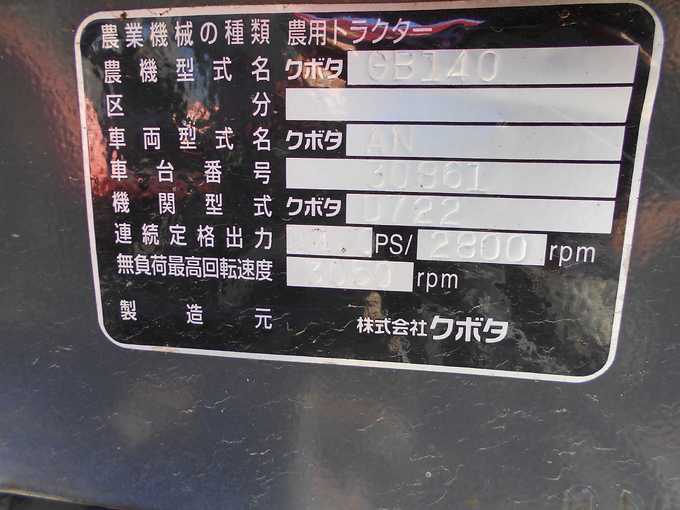 農業機械の種類 農用トラクター
農機型式名 クボタ GB140
区分
車両型式名 クボタ AN
車台番号 30861
機関型式 クボタ D722
連続定格出力 PS/ 2800 rpm
無負荷最高回転速度 3050 rpm
製造元 株式会社クボタ